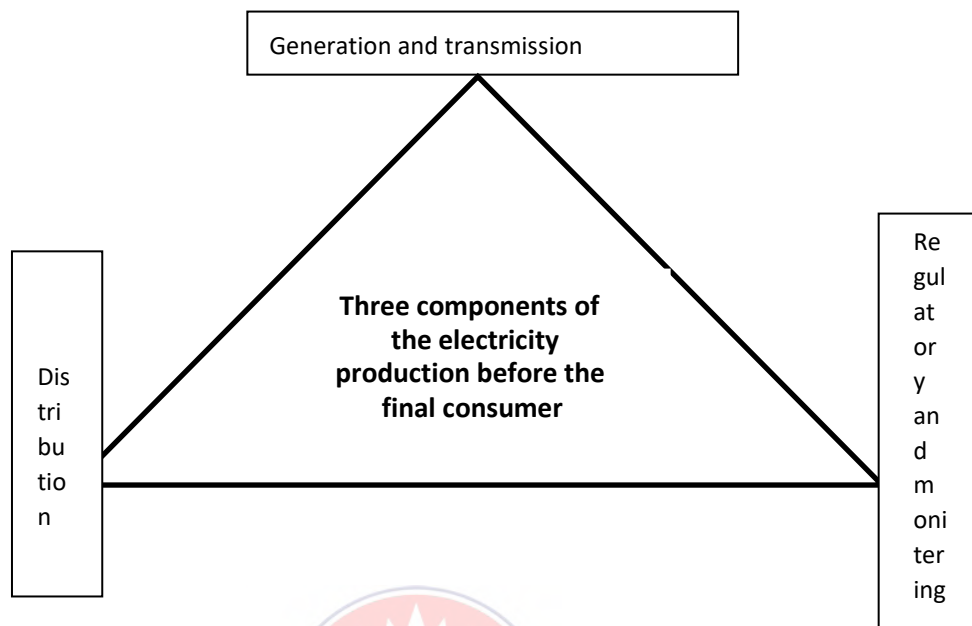 Generation and transmission
Three components of
the electricity
production before the
final consumer
Dis
tri
bu
tio
n
Re
gul
at
or
y an
d
m
oni
ter
ing